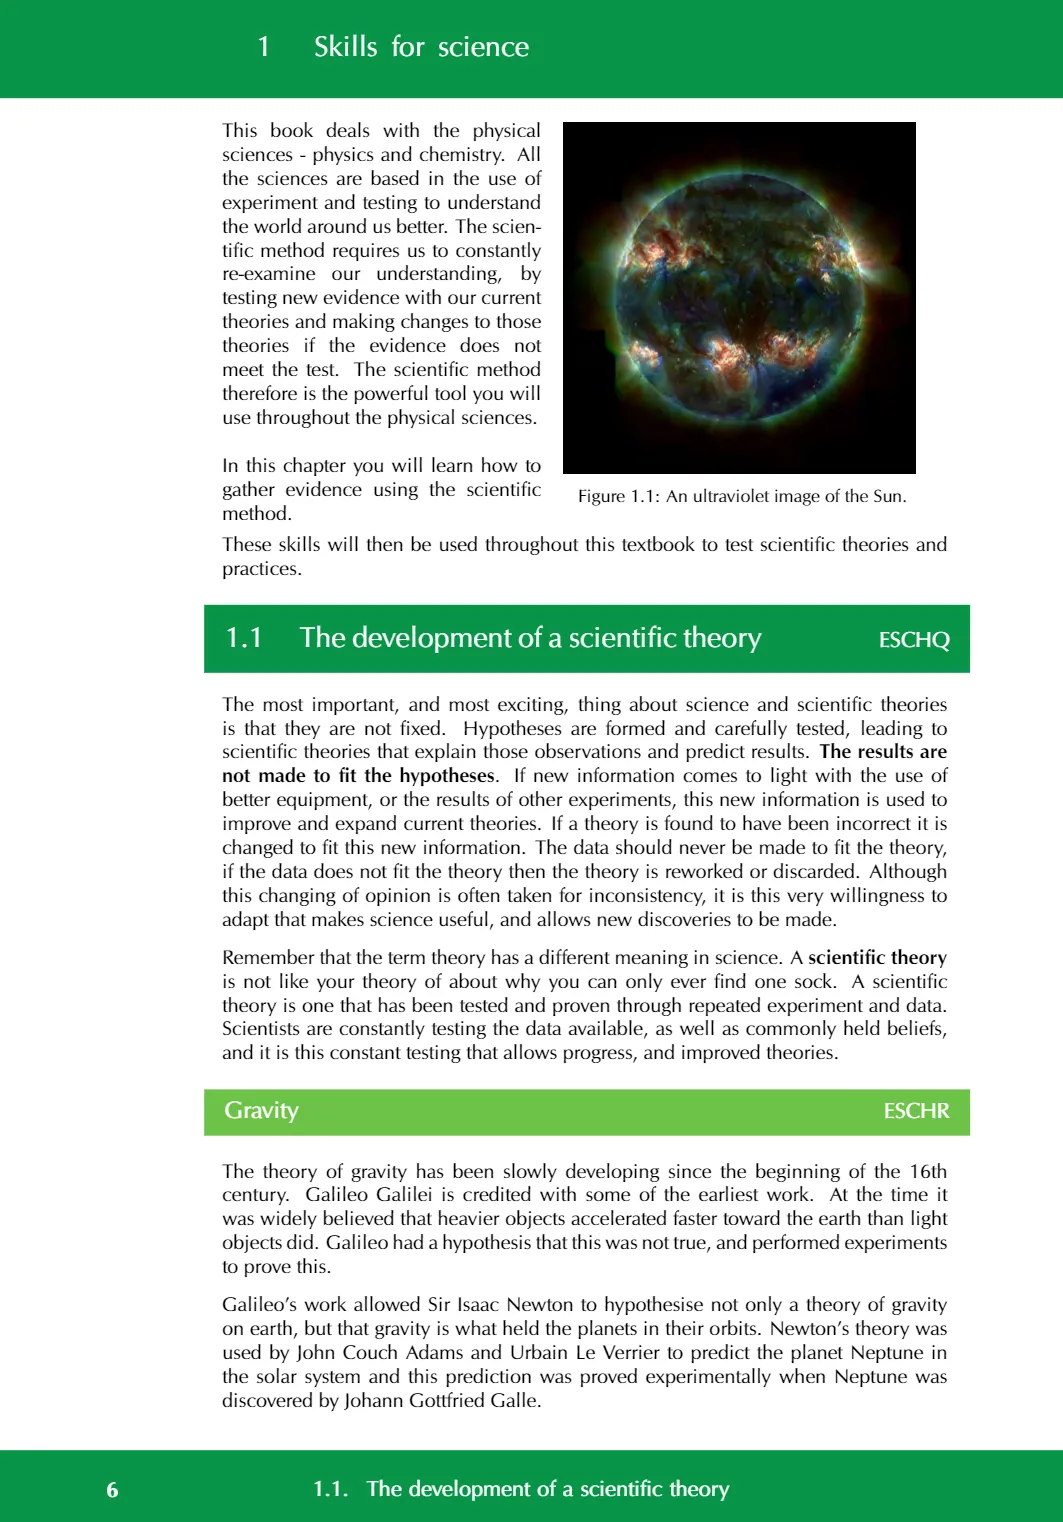 1 Skills for science
This book deals with the physical
sciences - physics and chemistry. All
the sciences are based in the use of
experiment and testing to understand
the world around us better. The scien-
tific method requires us to constantly
re-examine our understanding, by
testing new evidence with our current
theories and making changes to those
theories if the evidence does not
meet the test. The scientific method
therefore is the powerful tool you will
use throughout the physical sciences.
In this chapter you will learn how to
gather evidence using the scientific
method.
Figure 1.1: An ultraviolet image of the Sun.
These skills will then be used throughout this textbook to test scientific theories and
practices.
1.1 The development of a scientific theory ESCHQ
The most important, and most exciting, thing about science and scientific theories
is that they are not fixed. Hypotheses are formed and carefully tested, leading to
scientific theories that explain those observations and predict results. The results are
not made to fit the hypotheses. If new information comes to light with the use of
better equipment, or the results of other experiments, this new information is used to
improve and expand current theories. If a theory is found to have been incorrect it is
changed to fit this new information. The data should never be made to fit the theory,
if the data does not fit the theory then the theory is reworked or discarded. Although
this changing of opinion is often taken for inconsistency, it is this very willingness to
adapt that makes science useful, and allows new discoveries to be made.
Remember that the term theory has a different meaning in science. A scientific theory
is not like your theory of about why you can only ever find one sock. A scientific
theory is one that has been tested and proven through repeated experiment and data.
Scientists are constantly testing the data available, as well as commonly held beliefs,
and it is this constant testing that allows progress, and improved theories.
Gravity ESCHR
The theory of gravity has been slowly developing since the beginning of the 16th
century. Galileo Galilei is credited with some of the earliest work. At the time it
was widely believed that heavier objects accelerated faster toward the earth than light
objects did. Galileo had a hypothesis that this was not true, and performed experiments
to prove this.
Galileo's work allowed Sir Isaac Newton to hypothesise not only a theory of gravity
on earth, but that gravity is what held the planets in their orbits. Newton's theory was
used by John Couch Adams and Urbain Le Verrier to predict the planet Neptune in
the solar system and this prediction was proved experimentally when Neptune was
discovered by Johann Gottfried Galle.
6 1.1. The development of a scientific theory